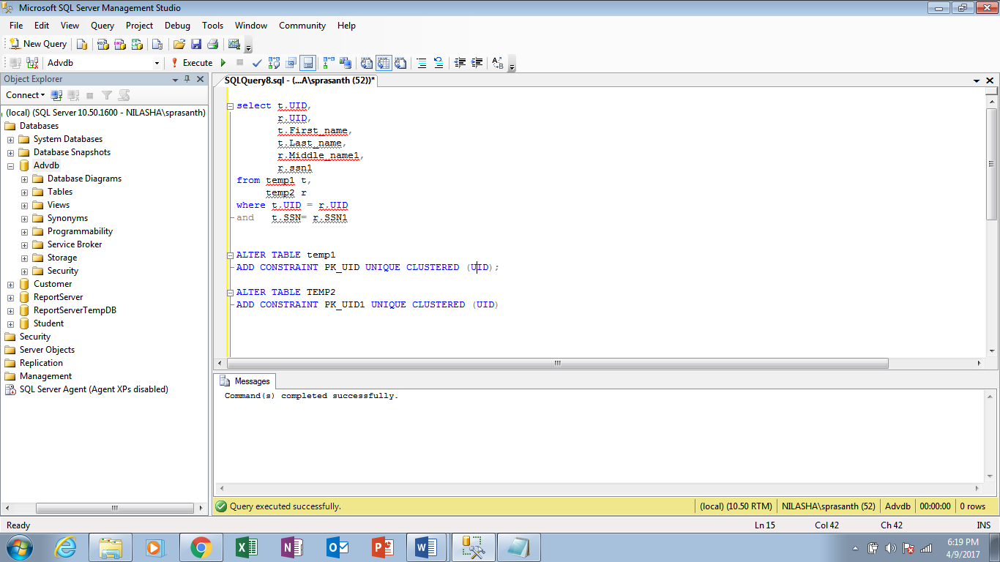 Microsoft SQL Server Management Studio
File Edit View Query Project Debug Tools Window Community Help
New Query
Advdb
Execute
Object Explorer
Connect
(local) (SQL Server 10.50.1600 - NILASHA\sprasanth)
Databases
System Databases
Database Snapshots
Advdb
Database Diagrams
Tables
Views
Synonyms
Programmability
Service Broker
Storage
Security
Customer
ReportServer
ReportServerTempDB
Student
Security
Server Objects
Replication
Management
SQL Server Agent (Agent XPs disabled)
SQLQuery8.sql - (...A\sprasanth (52))*
select t.UID,
r.UID,
t.First_name,
t.Last_name,
r.Middle_name1,
r.ssn1
from temp1 t,
temp2 r
where t.UID = r.UID
and t.SSN= r.SSN1
ALTER TABLE temp1
ADD CONSTRAINT PK_UID UNIQUE CLUSTERED (UID);
ALTER TABLE TEMP2
ADD CONSTRAINT PK_UID1 UNIQUE CLUSTERED (UID)
Messages
Command(s) completed successfully.
Query executed successfully.
(local) (10.50 RTM) NILASHA\sprasanth (52) Advdb 00:00:00 0 rows
Ready
Ln 15 Col 42 Ch 42 INS
6:19 PM
4/9/2017